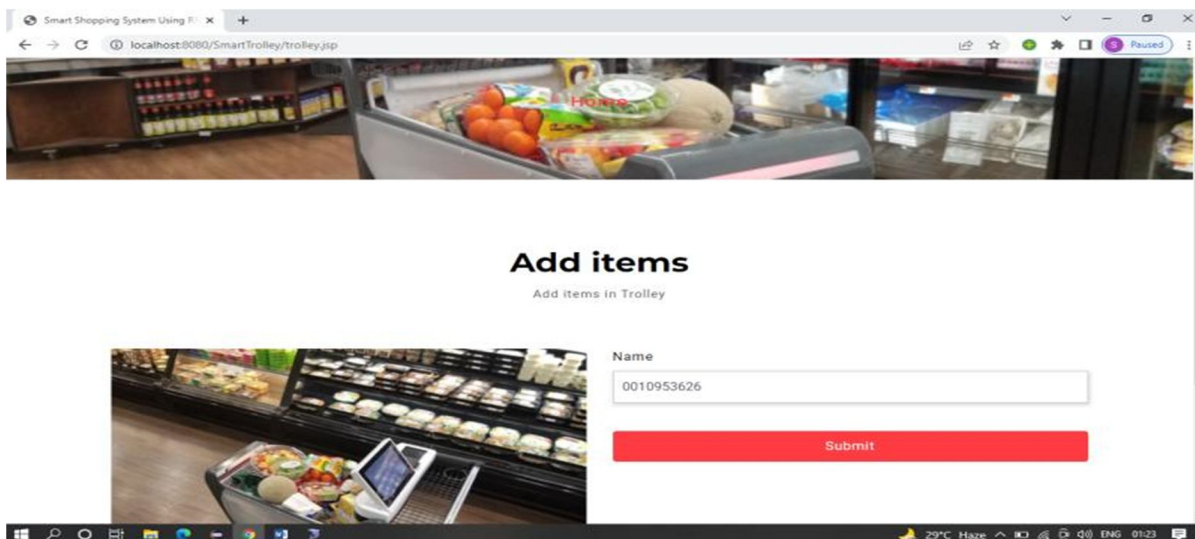 Smart Shopping System Using R
localhost:8080/SmartTrolley/trolley.jsp
S Paused
Home
Add items
Add items in Trolley
Name
0010953626
Submit
29°C Haze ENG 01:23